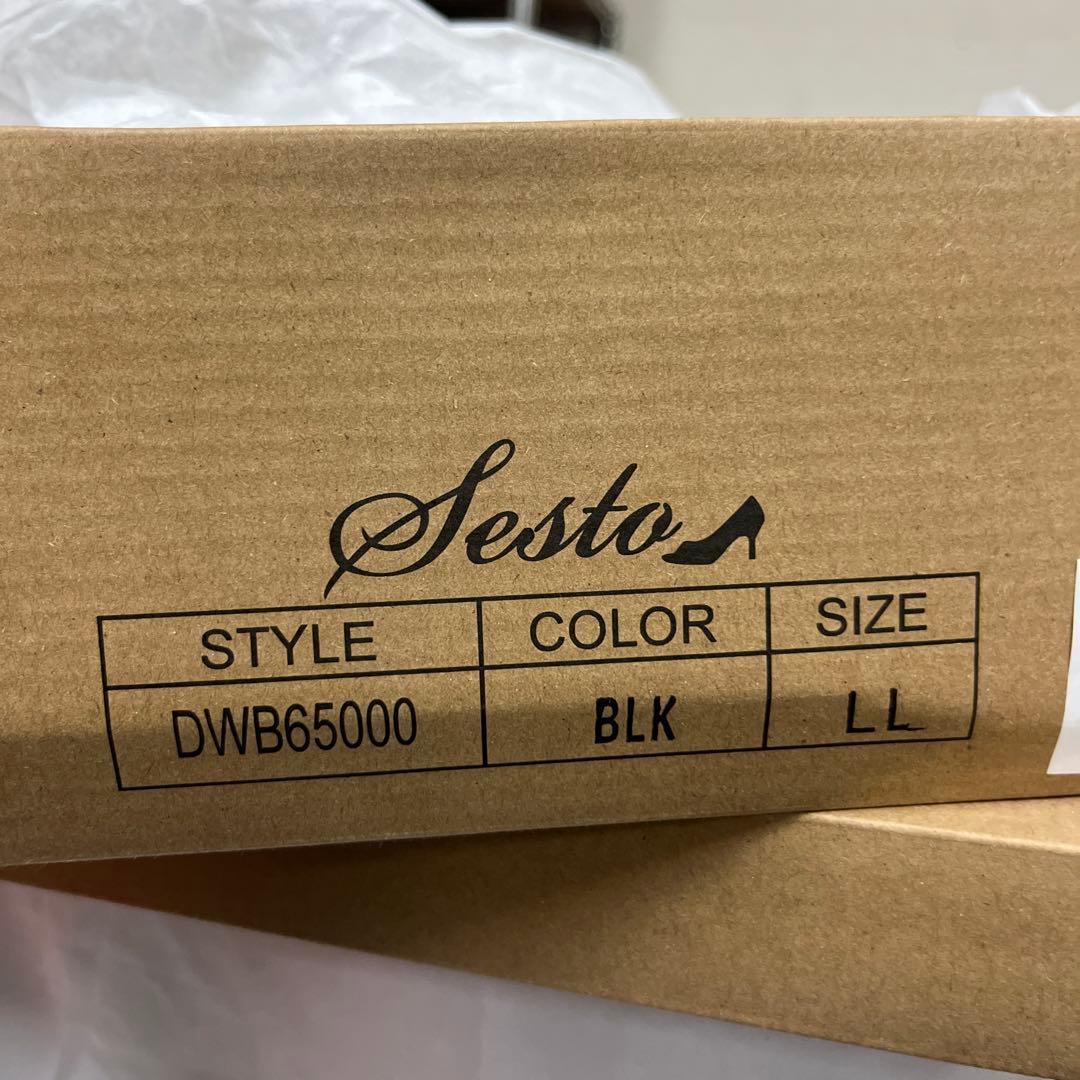 Sesto
STYLE COLOR SIZE
DWB65000 BLK LL